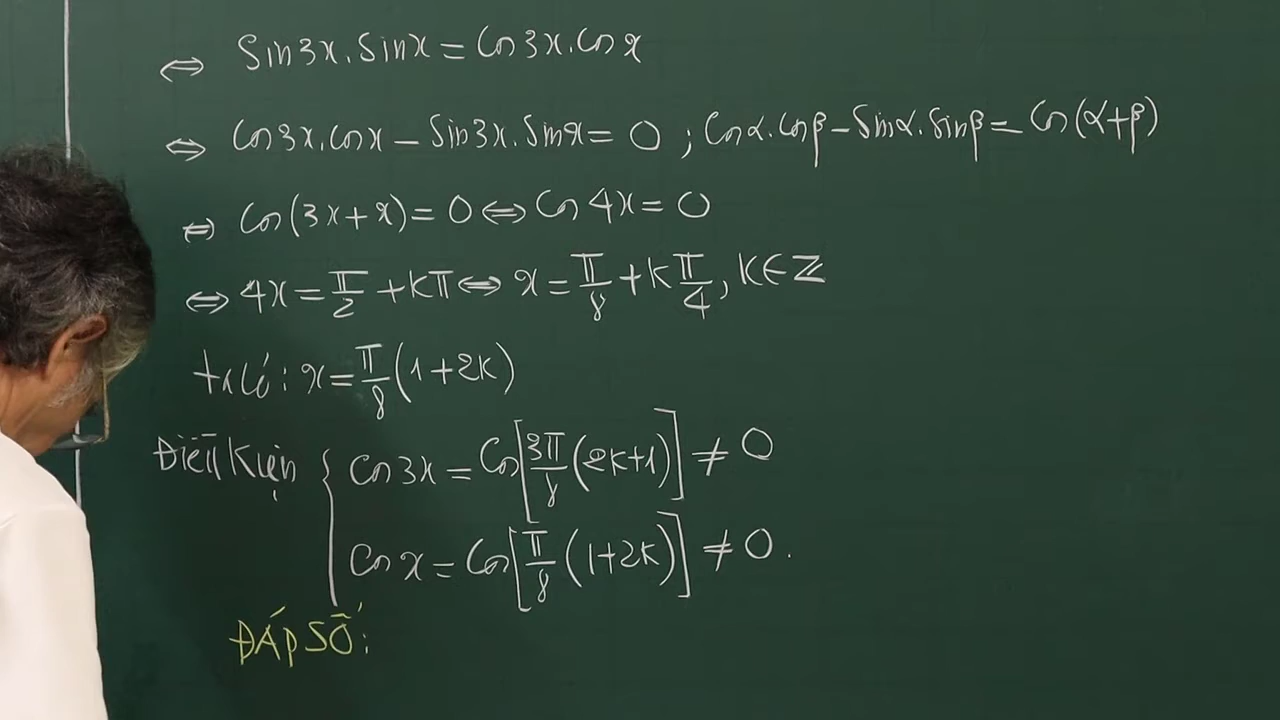 ⇔ Sin3x.Sinx = Cos3x.Cosx
⇔ Cos3x.cosx − Sin3x.Sinx = 0 ; Cosα.Cosβ − Sinα.Sinβ = Cos(α+β)
⇔ Cos(3x+x) = 0 ⇔ Cos4x = 0
⇔ 4x = π/2 + kπ ⇔ x = π/8 + k π/4, k∈ℤ
ta có: x = π/8 (1+2k)
Điều kiện { Cos3x = Cos[3π/8 (2k+1)] ≠ 0
Cosx = Cos[π/8 (1+2k)] ≠ 0.
ĐÁP SỐ: